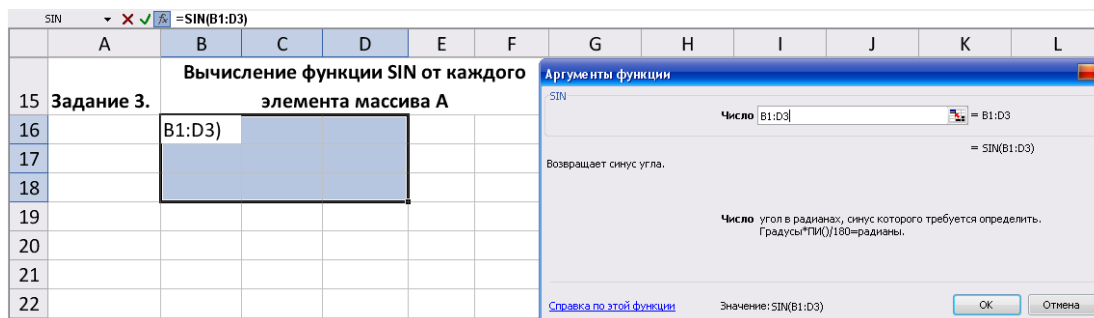 SIN =SIN(B1:D3)
A B C D E F G H I J K L
15 Задание 3. Вычисление функции SIN от каждого
элемента массива A
16 B1:D3)
17
18
19
20
21
22
Аргументы функции
SIN
Число B1:D3 = B1:D3
= SIN(B1:D3)
Возвращает синус угла.
Число угол в радианах, синус которого требуется определить.
Градусы*ПИ()/180=радианы.
Справка по этой функции Значение: SIN(B1:D3) ОК Отмена